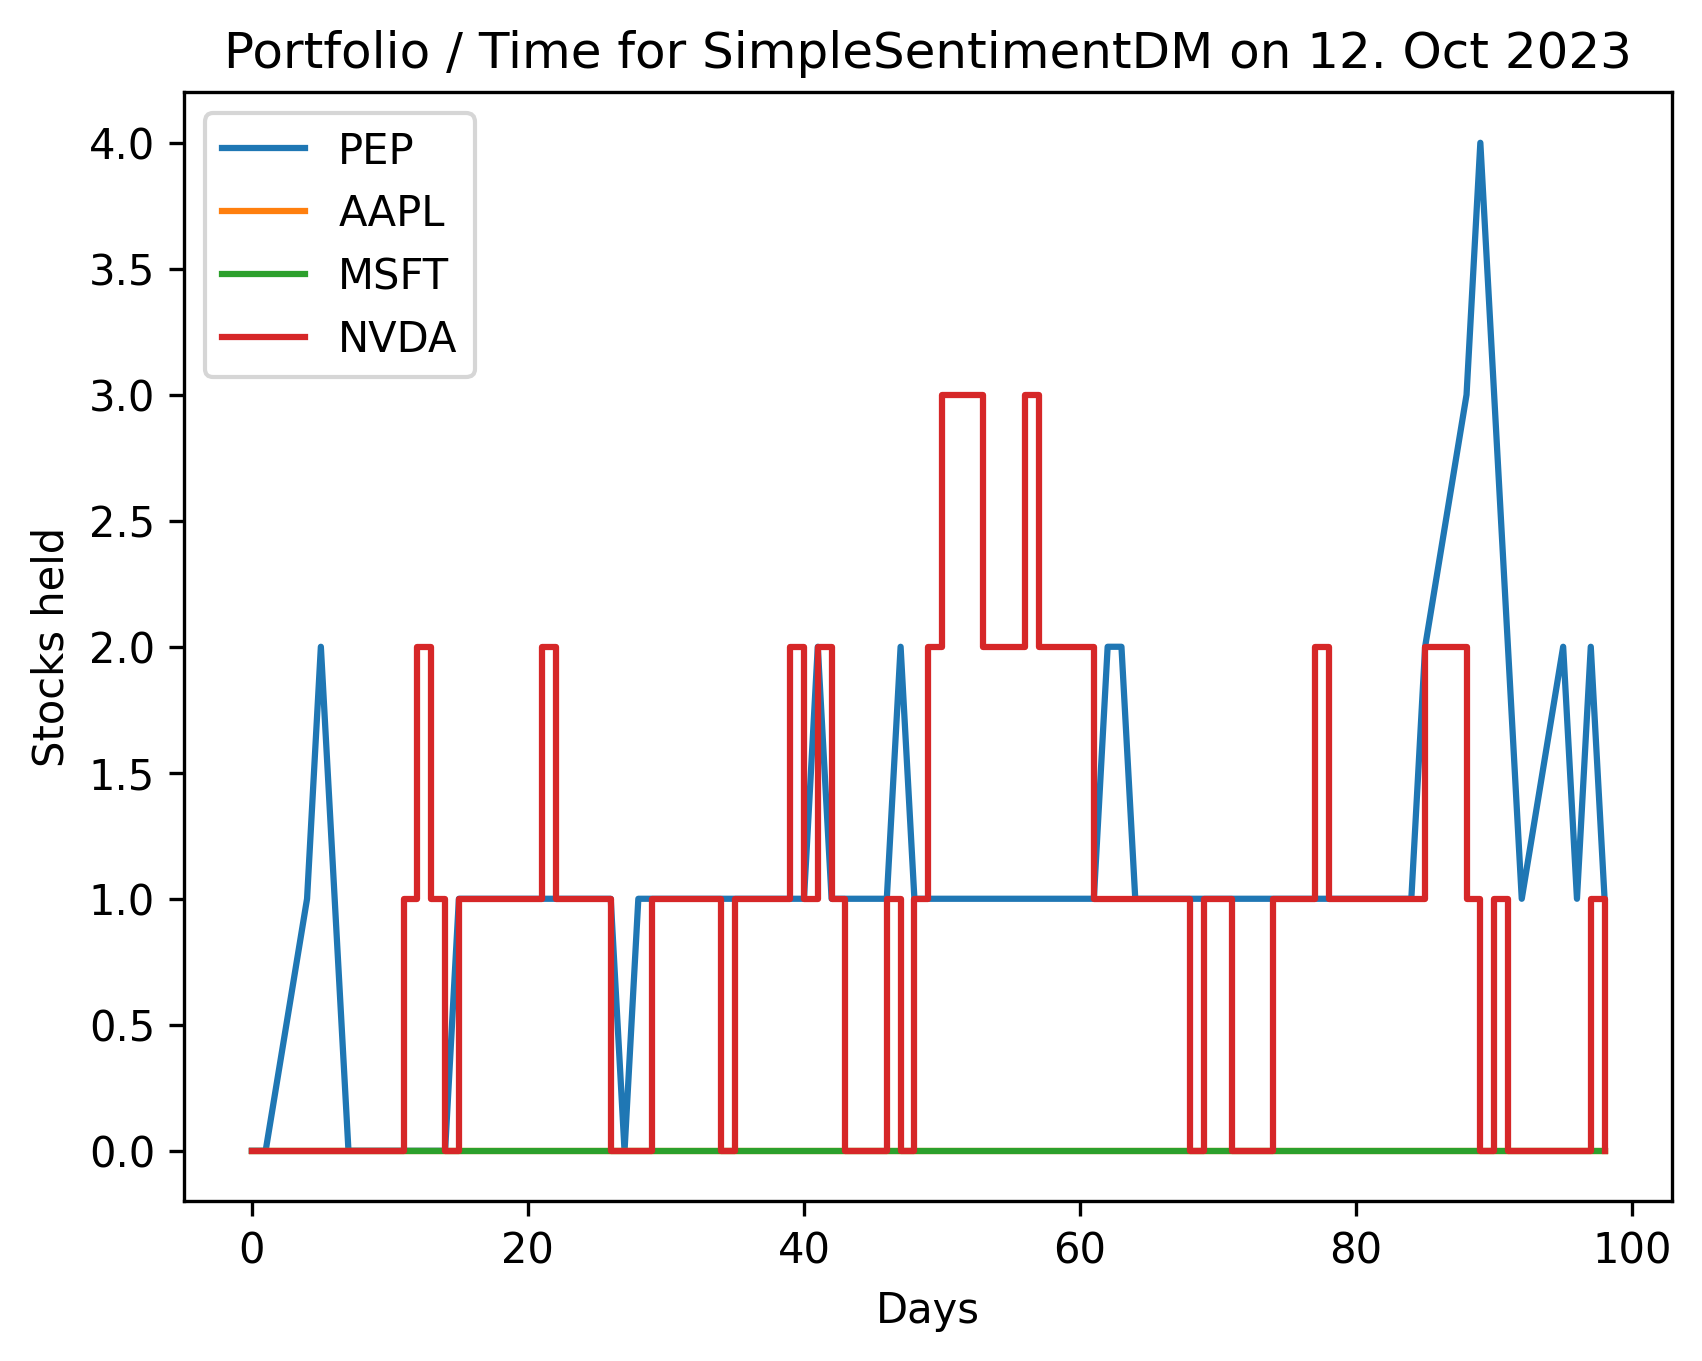 Portfolio / Time for SimpleSentimentDM on 12. Oct 2023
PEP
AAPL
MSFT
NVDA
4.0
3.5
3.0
2.5
2.0
1.5
1.0
0.5
0.0
Stocks held
0 20 40 60 80 100
Days